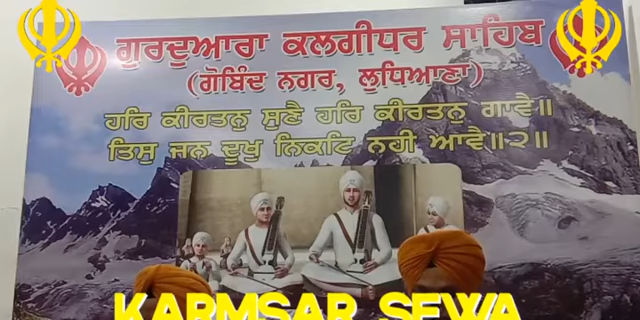 ਗੁਰਦੁਆਰਾ ਕਲਗੀਧਰ ਸਾਹਿਬ
(ਗੋਬਿੰਦ ਨਗਰ, ਲੁਧਿਆਣਾ)
ਹਰਿ ਕੀਰਤਨੁ ਸੁਣੈ ਹਰਿ ਕੀਰਤਨੁ ਗਾਵੈ॥
ਤਿਸੁ ਜਨ ਦੂਖੁ ਨਿਕਟਿ ਨਹੀ ਆਵੈ॥੨॥
KARMSAR SEWA